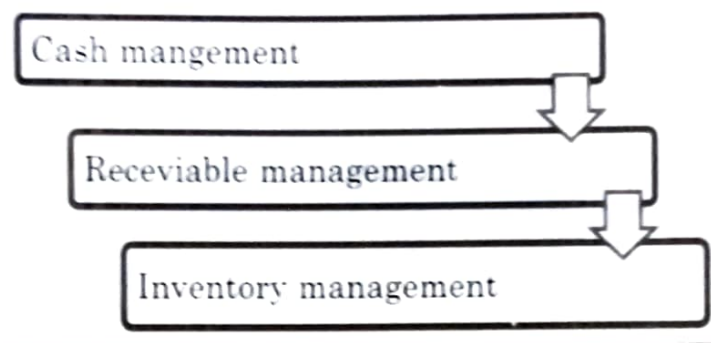 Cash mangement
Receviable management
Inventory management